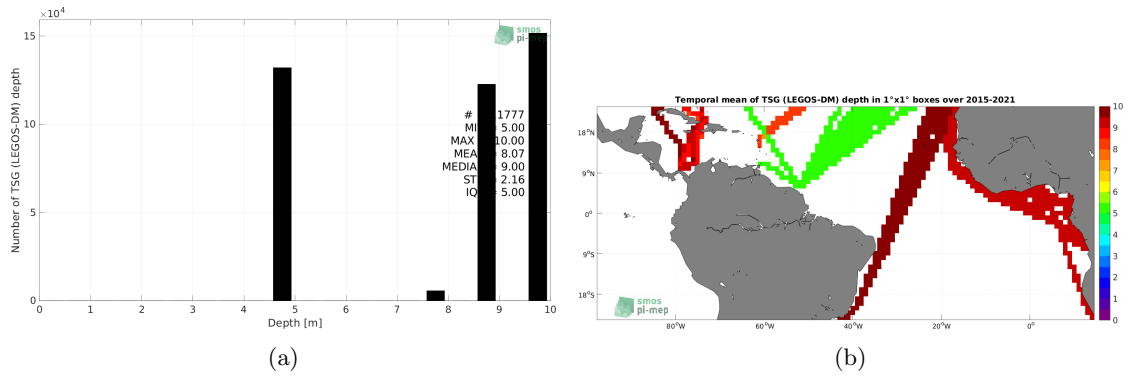 ×10⁴
15
10
5
0
Number of TSG (LEGOS-DM) depth
smos
pi-mep
#
1777
5.00
MAX
10.00
8.07
9.00
2.16
5.00
0 1 2 3 4 5 6 7 8 9 10
Depth [m]
(a)
Temporal mean of TSG (LEGOS-DM) depth in 1°x1° boxes over 2015-2021
18°N
9°N
0°
9°S
18°S
80°W 60°W 40°W 20°W 0°
smos
pi-mep
10
9
8
7
6
5
4
3
2
1
0
(b)